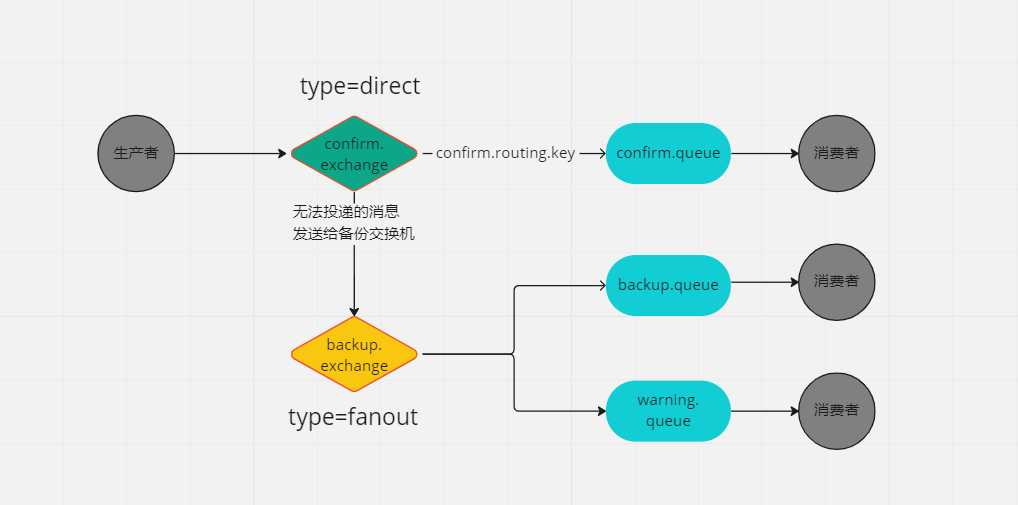 type=direct
生产者
confirm.
exchange
confirm.routing.key
confirm.queue
消费者
无法投递的消息
发送给备份交换机
backup.queue
消费者
backup.
exchange
type=fanout
warning.
queue
消费者